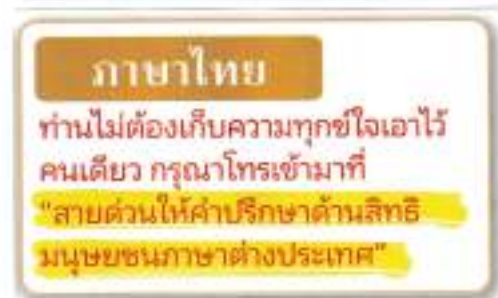 ภาษาไทย
ท่านไม่ต้องเก็บความทุกข์ใจเอาไว้
คนเดียว กรุณาโทรเข้ามาที่
"สายด่วนให้คำปรึกษาด้านสิทธิ
มนุษยชนภาษาต่างประเทศ"